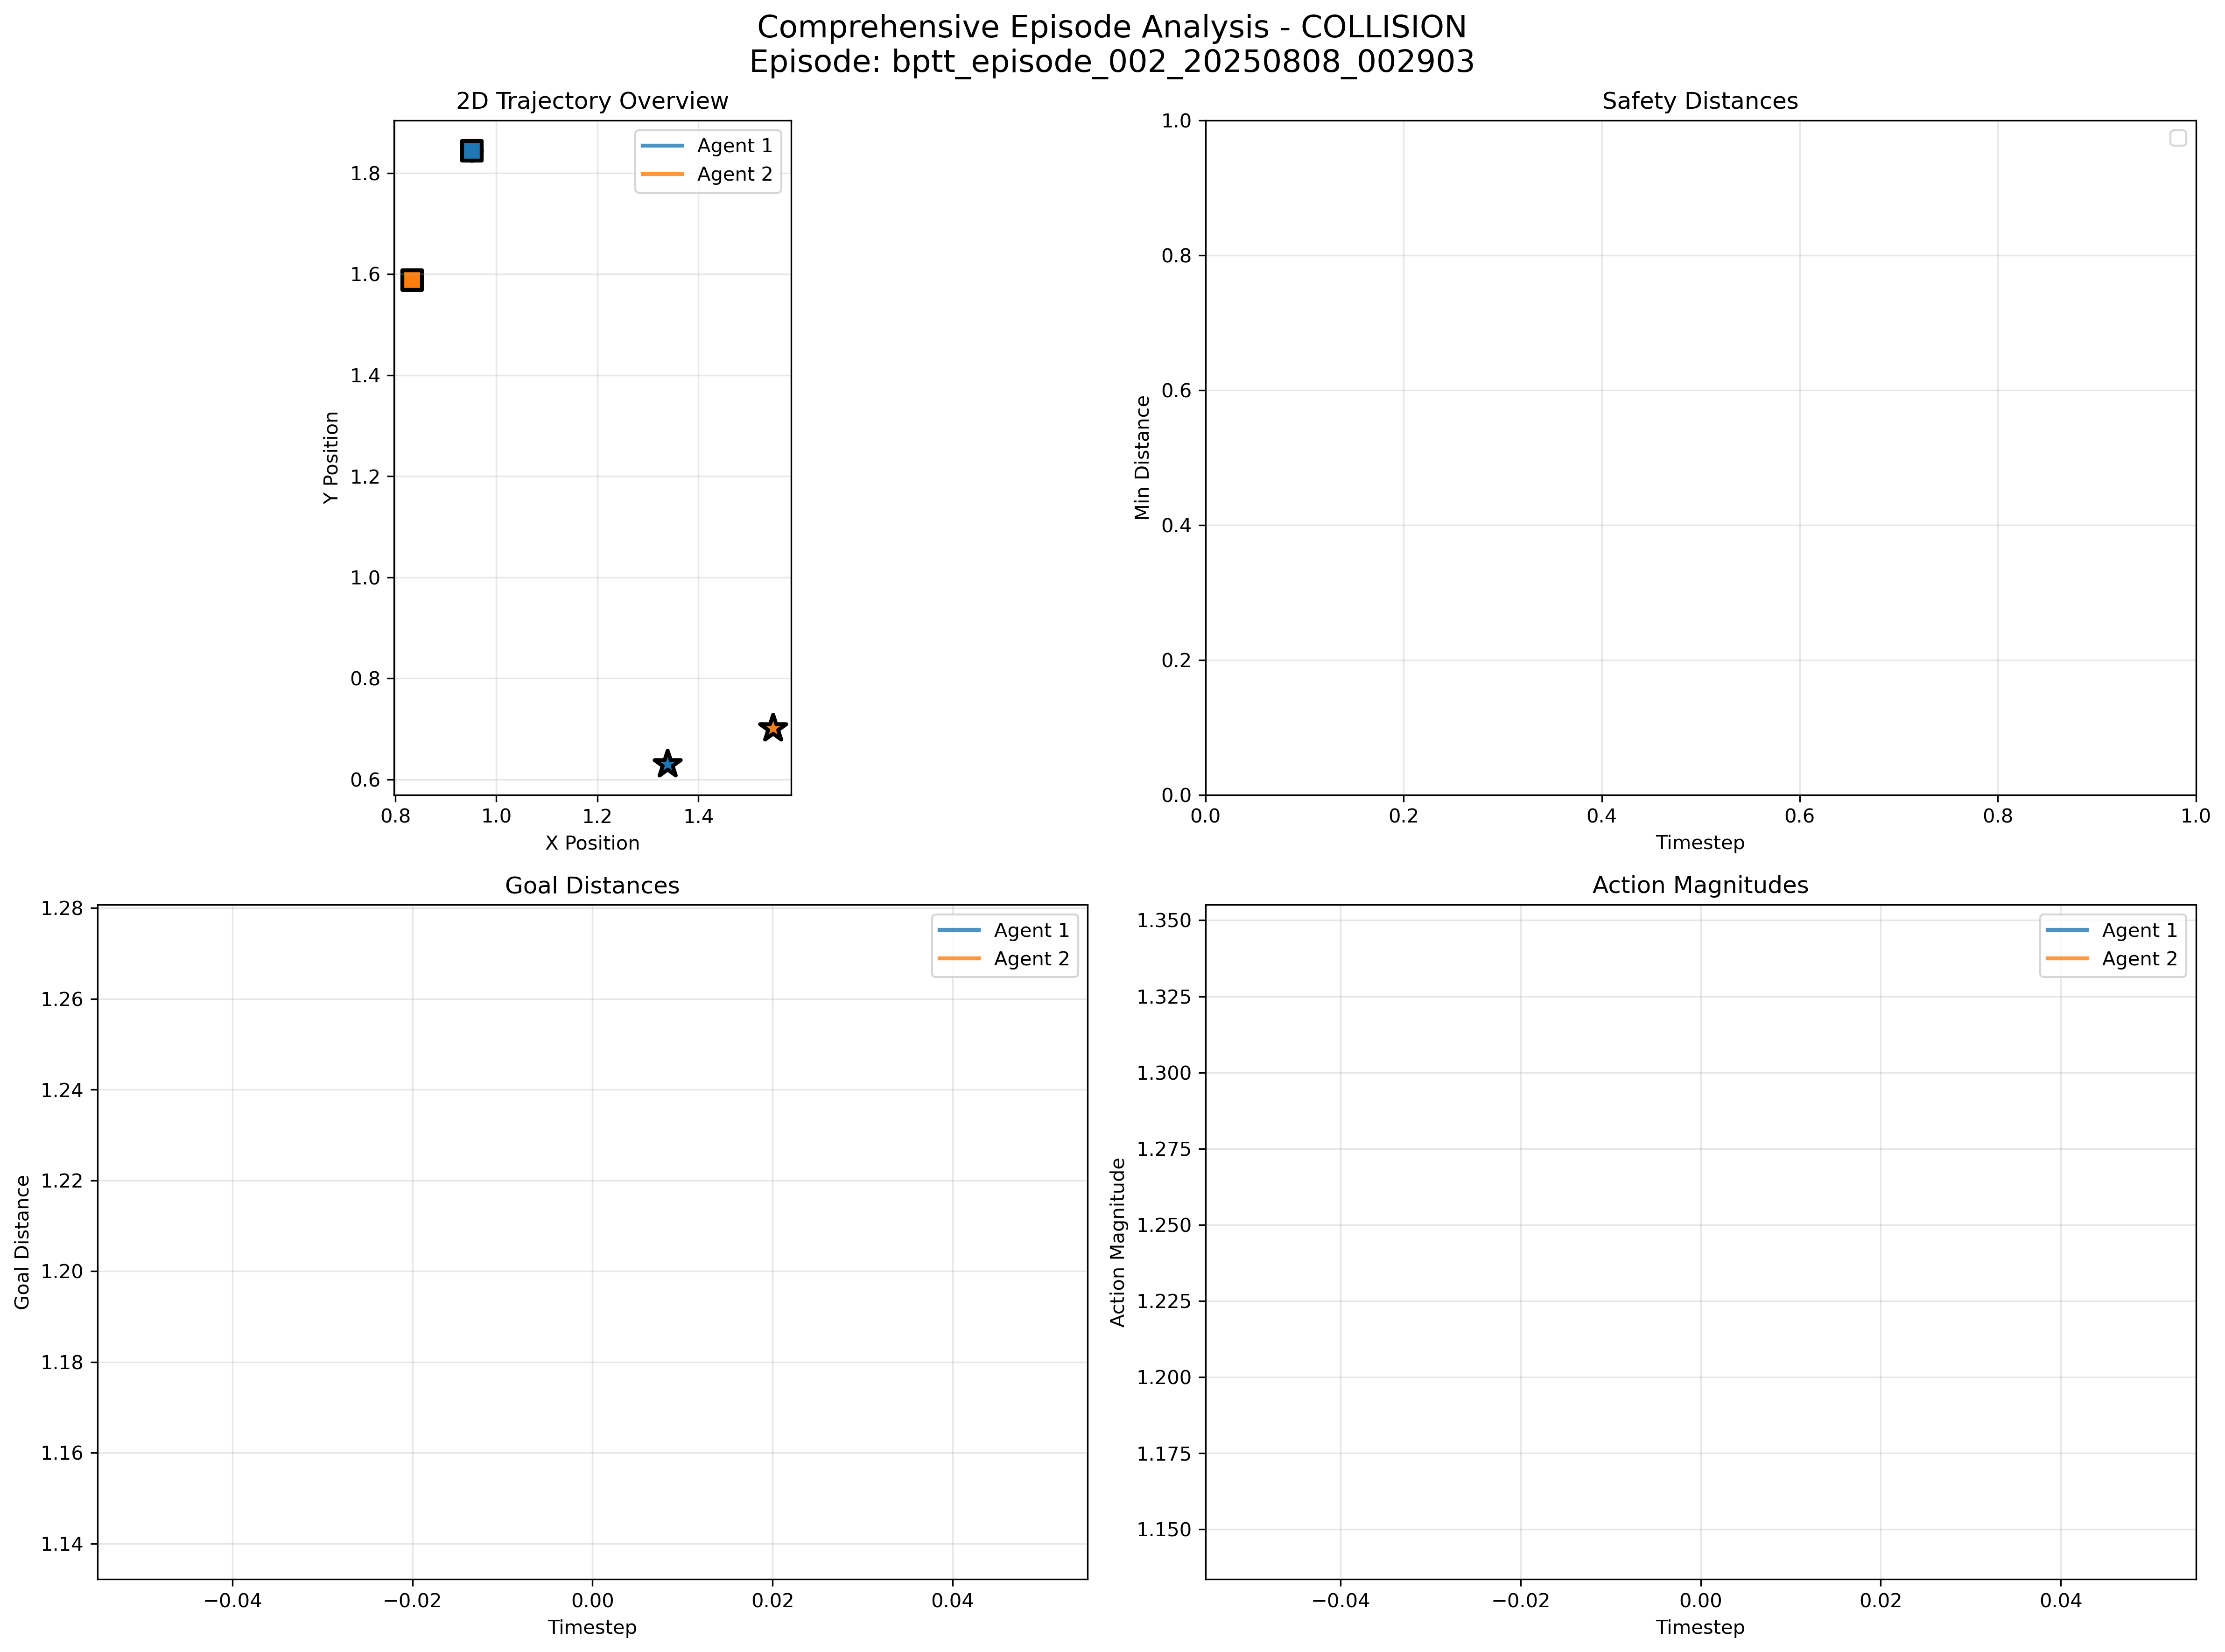 Comprehensive Episode Analysis - COLLISION
Episode: bptt_episode_002_20250808_002903
2D Trajectory Overview
Agent 1
Agent 2
1.8
1.6
1.4
1.2
1.0
0.8
0.6
Y Position
0.8 1.0 1.2 1.4
X Position
Safety Distances
1.0
0.8
0.6
0.4
0.2
0.0
Min Distance
0.0 0.2 0.4 0.6 0.8 1.0
Timestep
Goal Distances
Agent 1
Agent 2
1.28
1.26
1.24
1.22
1.20
1.18
1.16
1.14
Goal Distance
−0.04 −0.02 0.00 0.02 0.04
Timestep
Action Magnitudes
Agent 1
Agent 2
1.350
1.325
1.300
1.275
1.250
1.225
1.200
1.175
1.150
Action Magnitude
−0.04 −0.02 0.00 0.02 0.04
Timestep